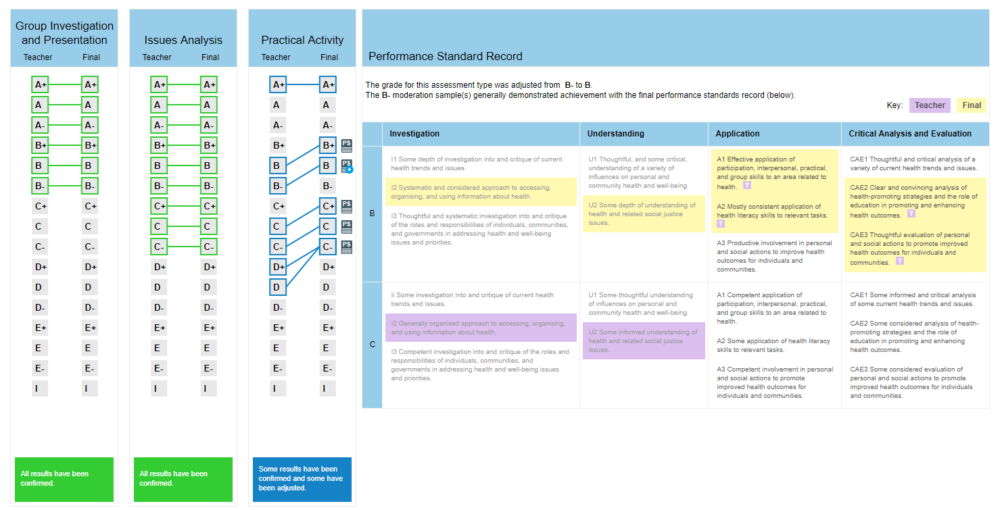 Group Investigation
and Presentation
Teacher Final
A+ A+
A A
A- A-
B+ B+
B B
B- B-
C+ C+
C C
C- C-
D+ D+
D D
D- D-
E+ E+
E E
E- E-
I I
All results have been
confirmed.
Issues Analysis
Teacher Final
A+ A+
A A
A- A-
B+ B+
B B
B- B-
C+ C+
C C
C- C-
D+ D+
D D
D- D-
E+ E+
E E
E- E-
I I
All results have been
confirmed.
Practical Activity
Teacher Final
A+ A+
A A
A- A-
B+ B+ PS
B B PS
B- B-
C+ C+ PS
C C PS
C- C- PS
D+ D+
D D
D- D-
E+ E+
E E
E- E-
I I
Some results have been
confirmed and some have
been adjusted.
Performance Standard Record
The grade for this assessment type was adjusted from B- to B.
The B- moderation sample(s) generally demonstrated achievement with the final performance standards record (below).
Key: Teacher Final
Investigation Understanding Application Critical Analysis and Evaluation
B
I1 Some depth of investigation into and critique of current
health trends and issues.
I2 Systematic and considered approach to accessing,
organising, and using information about health.
I3 Thoughtful and systematic investigation into and critique
of the roles and responsibilities of individuals, communities,
and governments in addressing health and well-being
issues and priorities.
U1 Thoughtful, and some critical,
understanding of a variety of
influences on personal and
community health and well-being.
U2 Some depth of understanding of
health and related social justice
issues.
A1 Effective application of
participation, interpersonal, practical,
and group skills to an area related to
health. T
A2 Mostly consistent application of
health literacy skills to relevant tasks.
T
A3 Productive involvement in personal
and social actions to improve health
outcomes for individuals and
communities.
CAE1 Thoughtful and critical analysis of a
variety of current health trends and issues.
CAE2 Clear and convincing analysis of
health-promoting strategies and the role of
education in promoting and enhancing
health outcomes. T
CAE3 Thoughtful evaluation of personal
and social actions to promote improved
health outcomes for individuals and
communities. T
C
Ii Some investigation into and critique of current health
trends and issues.
I2 Generally organised approach to accessing, organising,
and using information about health.
I3 Competent investigation into and critique of the roles and
responsibilities of individuals, communities, and
governments in addressing health and well-being issues
and priorities.
U1 Some thoughtful understanding
of influences on personal and
community health and well-being.
U2 Some informed understanding of
health and related social justice
issues.
A1 Competent application of
participation, interpersonal, practical,
and group skills to an area related to
health.
A2 Some application of health literacy
skills to relevant tasks.
A3 Competent involvement in personal
and social actions to promote
improved health outcomes for
individuals and communities.
CAE1 Some informed and critical analysis
of some current health trends and issues.
CAE2 Some considered analysis of health-
promoting strategies and the role of
education in promoting and enhancing
health outcomes.
CAE3 Some considered evaluation of
personal and social actions to promote
improved health outcomes for individuals
and communities.